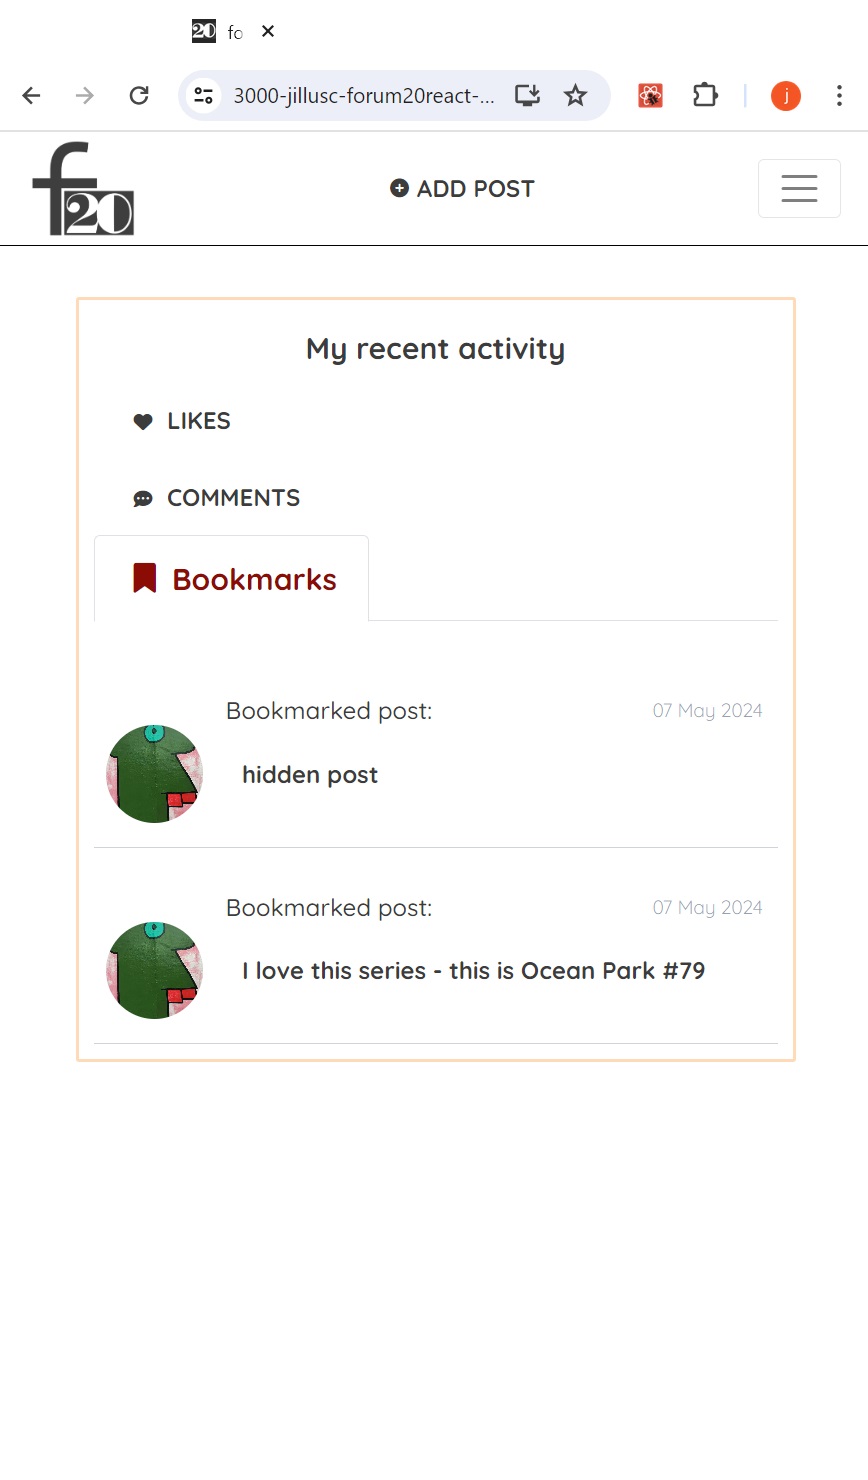 20 fo
3000-jillusc-forum20react-...
j
f20
ADD POST
My recent activity
LIKES
COMMENTS
Bookmarks
Bookmarked post:
07 May 2024
hidden post
Bookmarked post:
07 May 2024
I love this series - this is Ocean Park #79